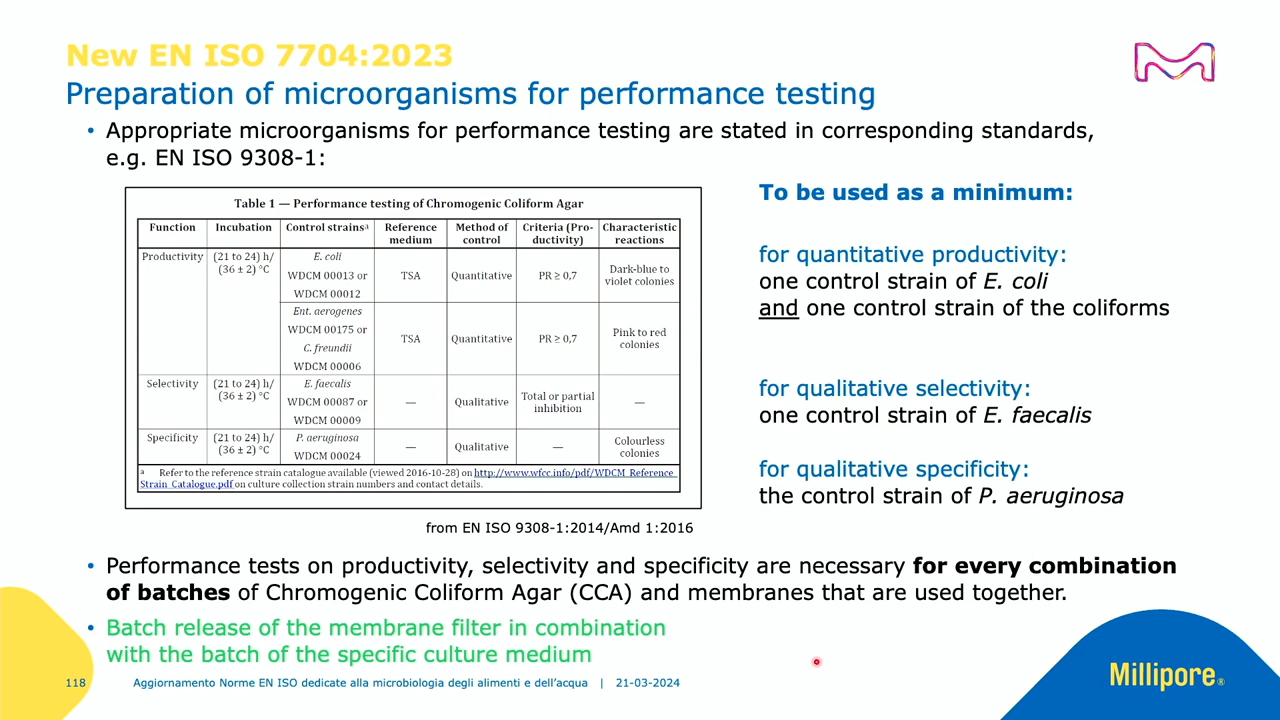 New EN ISO 7704:2023
Preparation of microorganisms for performance testing
• Appropriate microorganisms for performance testing are stated in corresponding standards,
e.g. EN ISO 9308-1:
Table 1 — Performance testing of Chromogenic Coliform Agar
Function Incubation Control strainsᵃ Reference medium Method of control Criteria (Pro-ductivity) Characteristic reactions
Productivity (21 to 24) h/ (36 ± 2) °C E. coli WDCM 00013 or WDCM 00012 TSA Quantitative PR ≥ 0,7 Dark-blue to violet colonies
Ent. aerogenes WDCM 00175 or C. freundii WDCM 00006 TSA Quantitative PR ≥ 0,7 Pink to red colonies
Selectivity (21 to 24) h/ (36 ± 2) °C E. faecalis WDCM 00087 or WDCM 00009 — Qualitative Total or partial inhibition —
Specificity (21 to 24) h/ (36 ± 2) °C P. aeruginosa WDCM 00024 — Qualitative — Colourless colonies
ᵃ Refer to the reference strain catalogue available (viewed 2016-10-28) on http://www.wfcc.info/pdf/WDCM_Reference_
Strain_Catalogue.pdf on culture collection strain numbers and contact details.
from EN ISO 9308-1:2014/Amd 1:2016
To be used as a minimum:
for quantitative productivity:
one control strain of E. coli
and one control strain of the coliforms
for qualitative selectivity:
one control strain of E. faecalis
for qualitative specificity:
the control strain of P. aeruginosa
• Performance tests on productivity, selectivity and specificity are necessary for every combination
of batches of Chromogenic Coliform Agar (CCA) and membranes that are used together.
• Batch release of the membrane filter in combination
with the batch of the specific culture medium
118 Aggiornamento Norme EN ISO dedicate alla microbiologia degli alimenti e dell'acqua | 21-03-2024
Millipore®